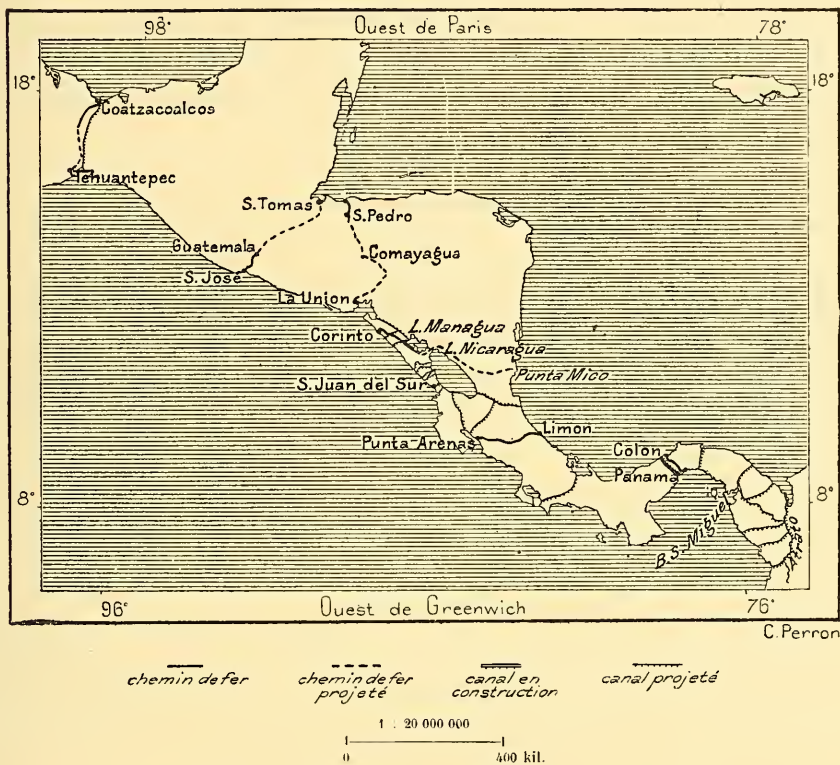 98° Ouest de Paris 78°
18° 18°
Coatzacoalcos
Tehuantepec
S. Tomas
S. Pedro
Guatemala
Comayagua
S. José
La Union
L. Managua
Corinto
L. Nicaragua
Punta Mico
S. Juan del Sur
Limon
Punta-Arenas
Colon
Panama
8° 8°
B. S. Miguel
Atrato
96° Ouest de Greenwich 76°
C. Perron
chemin de fer
chemin de fer
projeté
canal en
construction
canal projeté
1 : 20 000 000
0 400 kil.